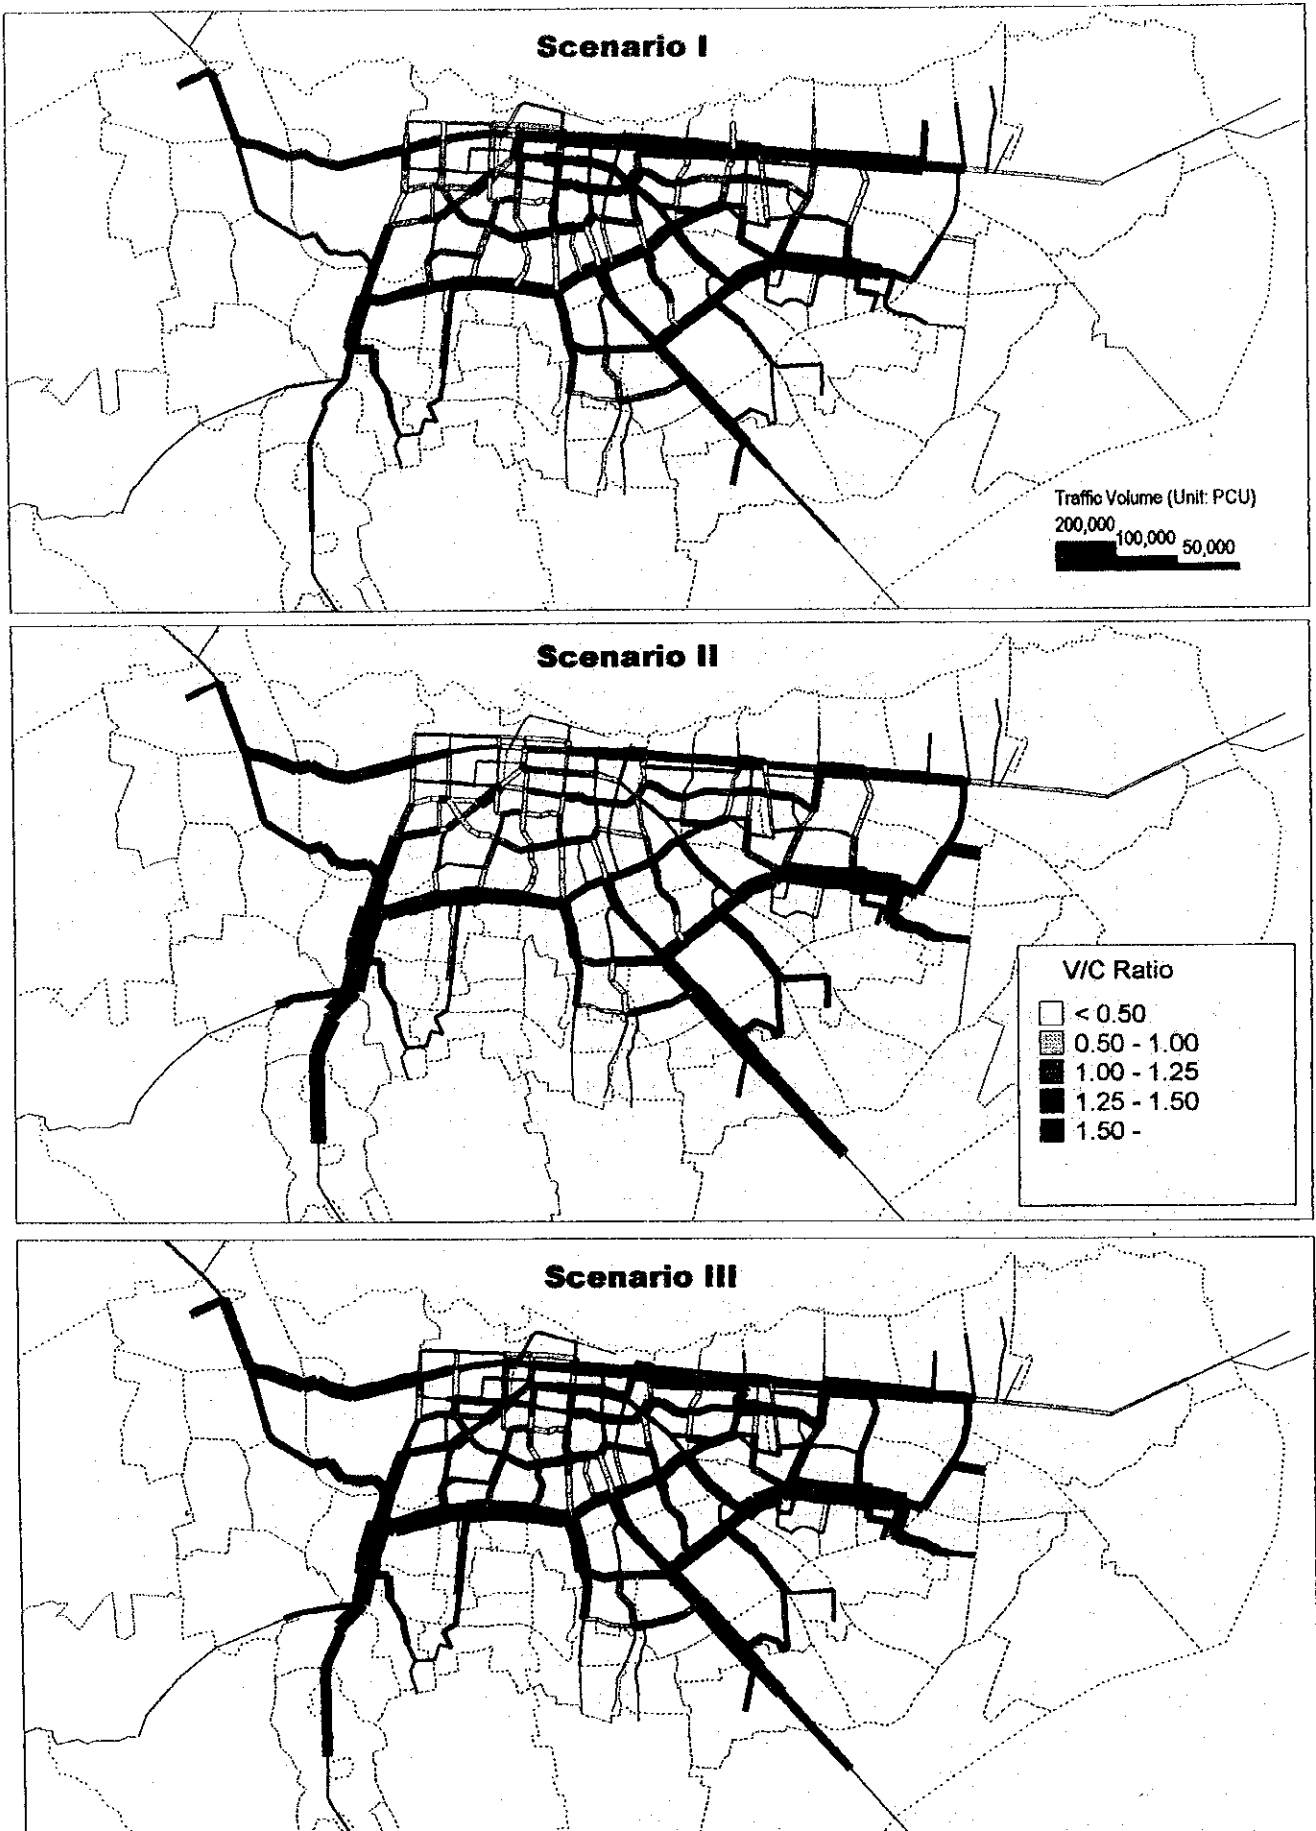 Scenario I
Traffic Volume (Unit: PCU)
200,000
100,000
50,000
Scenario II
V/C Ratio
< 0.50
0.50 - 1.00
1.00 - 1.25
1.25 - 1.50
1.50 -
Scenario III